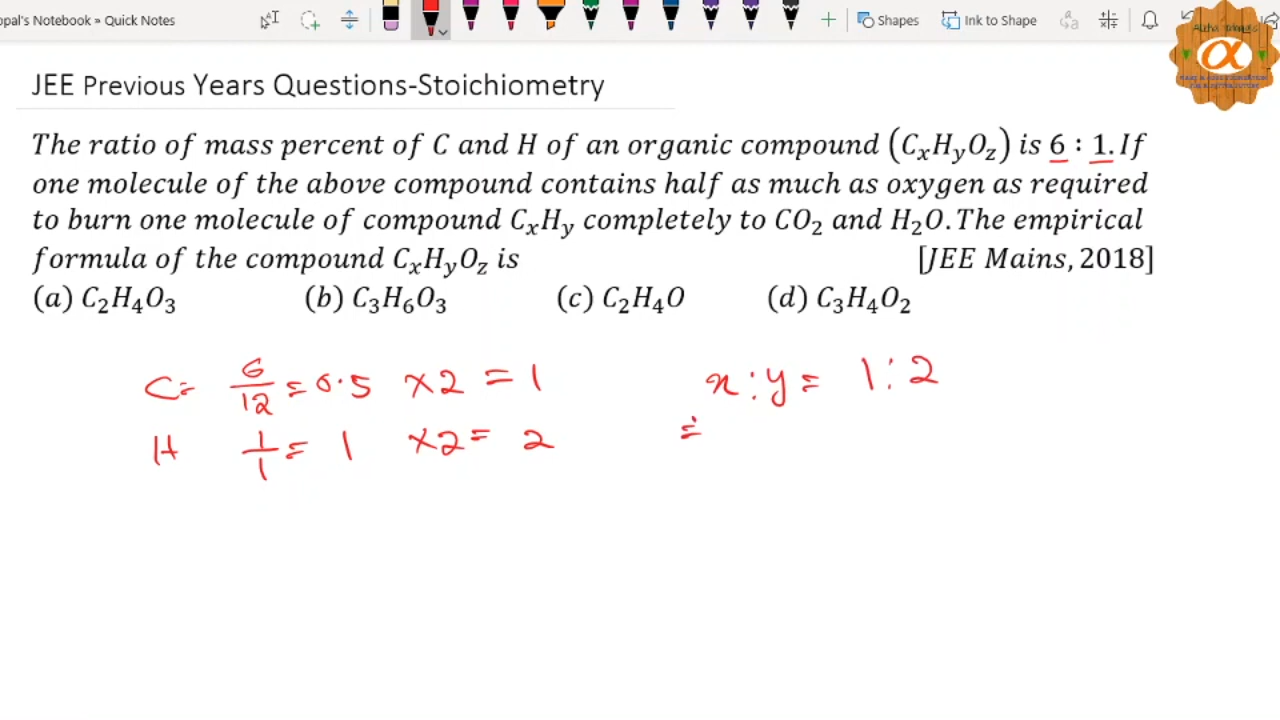 opal's Notebook » Quick Notes
Shapes
Ink to Shape
α
JEE Previous Years Questions-Stoichiometry
The ratio of mass percent of C and H of an organic compound (CₓHᵧO_z) is 6 : 1. If
one molecule of the above compound contains half as much as oxygen as required
to burn one molecule of compound CₓHᵧ completely to CO₂ and H₂O. The empirical
formula of the compound CₓHᵧO_z is [JEE Mains, 2018]
(a) C₂H₄O₃ (b) C₃H₆O₃ (c) C₂H₄O (d) C₃H₄O₂
C= 6/12 = 0.5 ×2 = 1 x:y= 1:2
H 1/1 = 1 ×2= 2 =